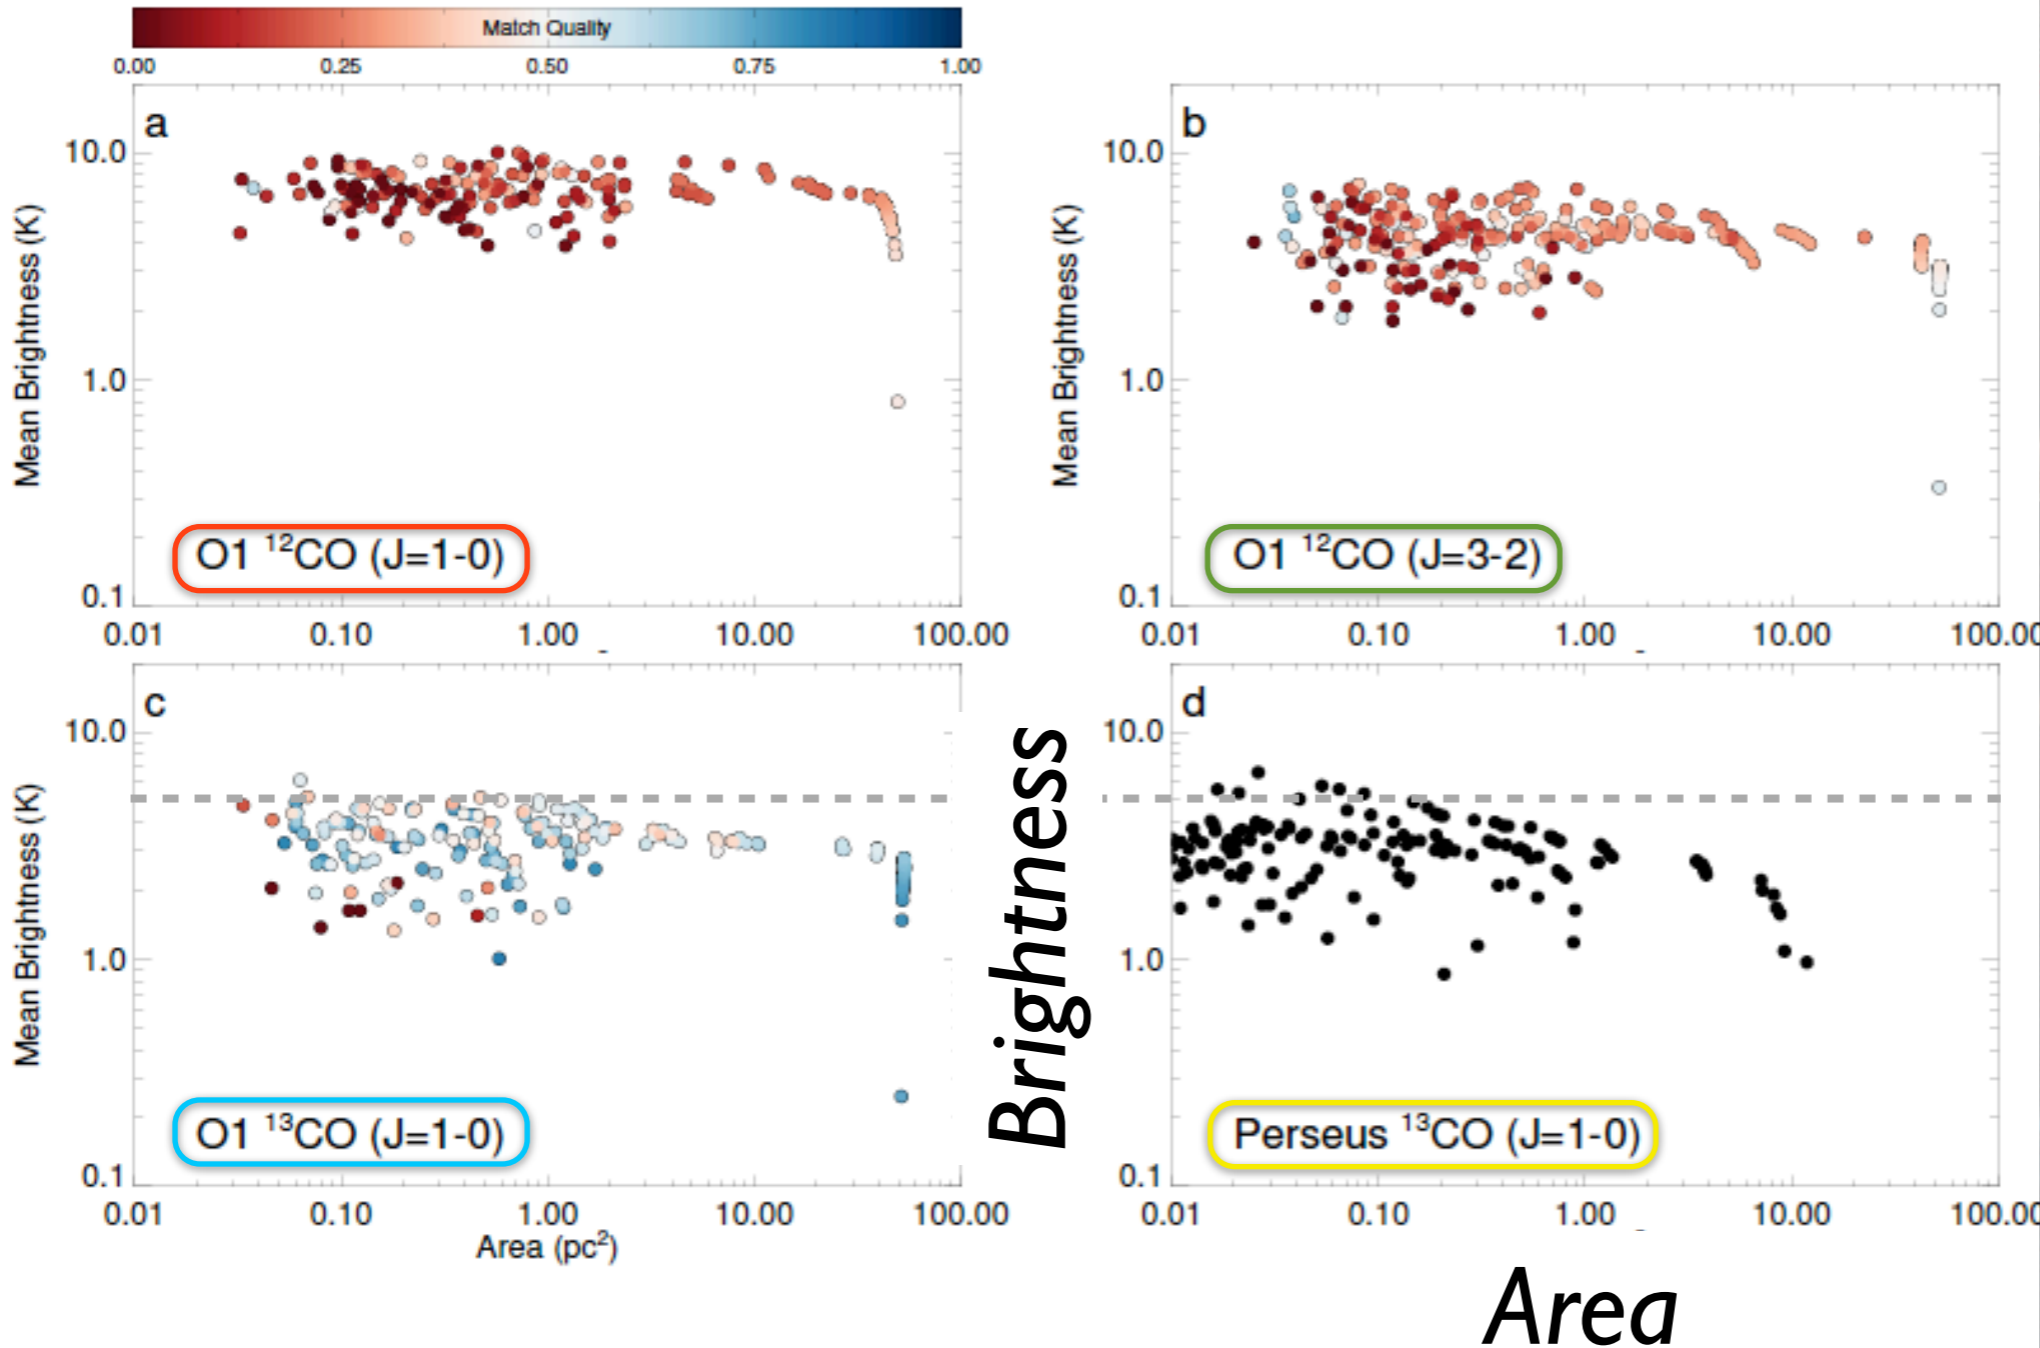 Match Quality
0.00 0.25 0.50 0.75 1.00
a
10.0
1.0
0.1
Mean Brightness (K)
O1 ¹²CO (J=1-0)
0.01 0.10 1.00 10.00 100.00
b
10.0
1.0
0.1
Mean Brightness (K)
O1 ¹²CO (J=3-2)
0.01 0.10 1.00 10.00 100.00
c
10.0
1.0
0.1
Mean Brightness (K)
O1 ¹³CO (J=1-0)
0.01 0.10 1.00 10.00 100.00
Area (pc²)
d
10.0
1.0
0.1
Brightness
Perseus ¹³CO (J=1-0)
0.01 0.10 1.00 10.00 100.00
Area